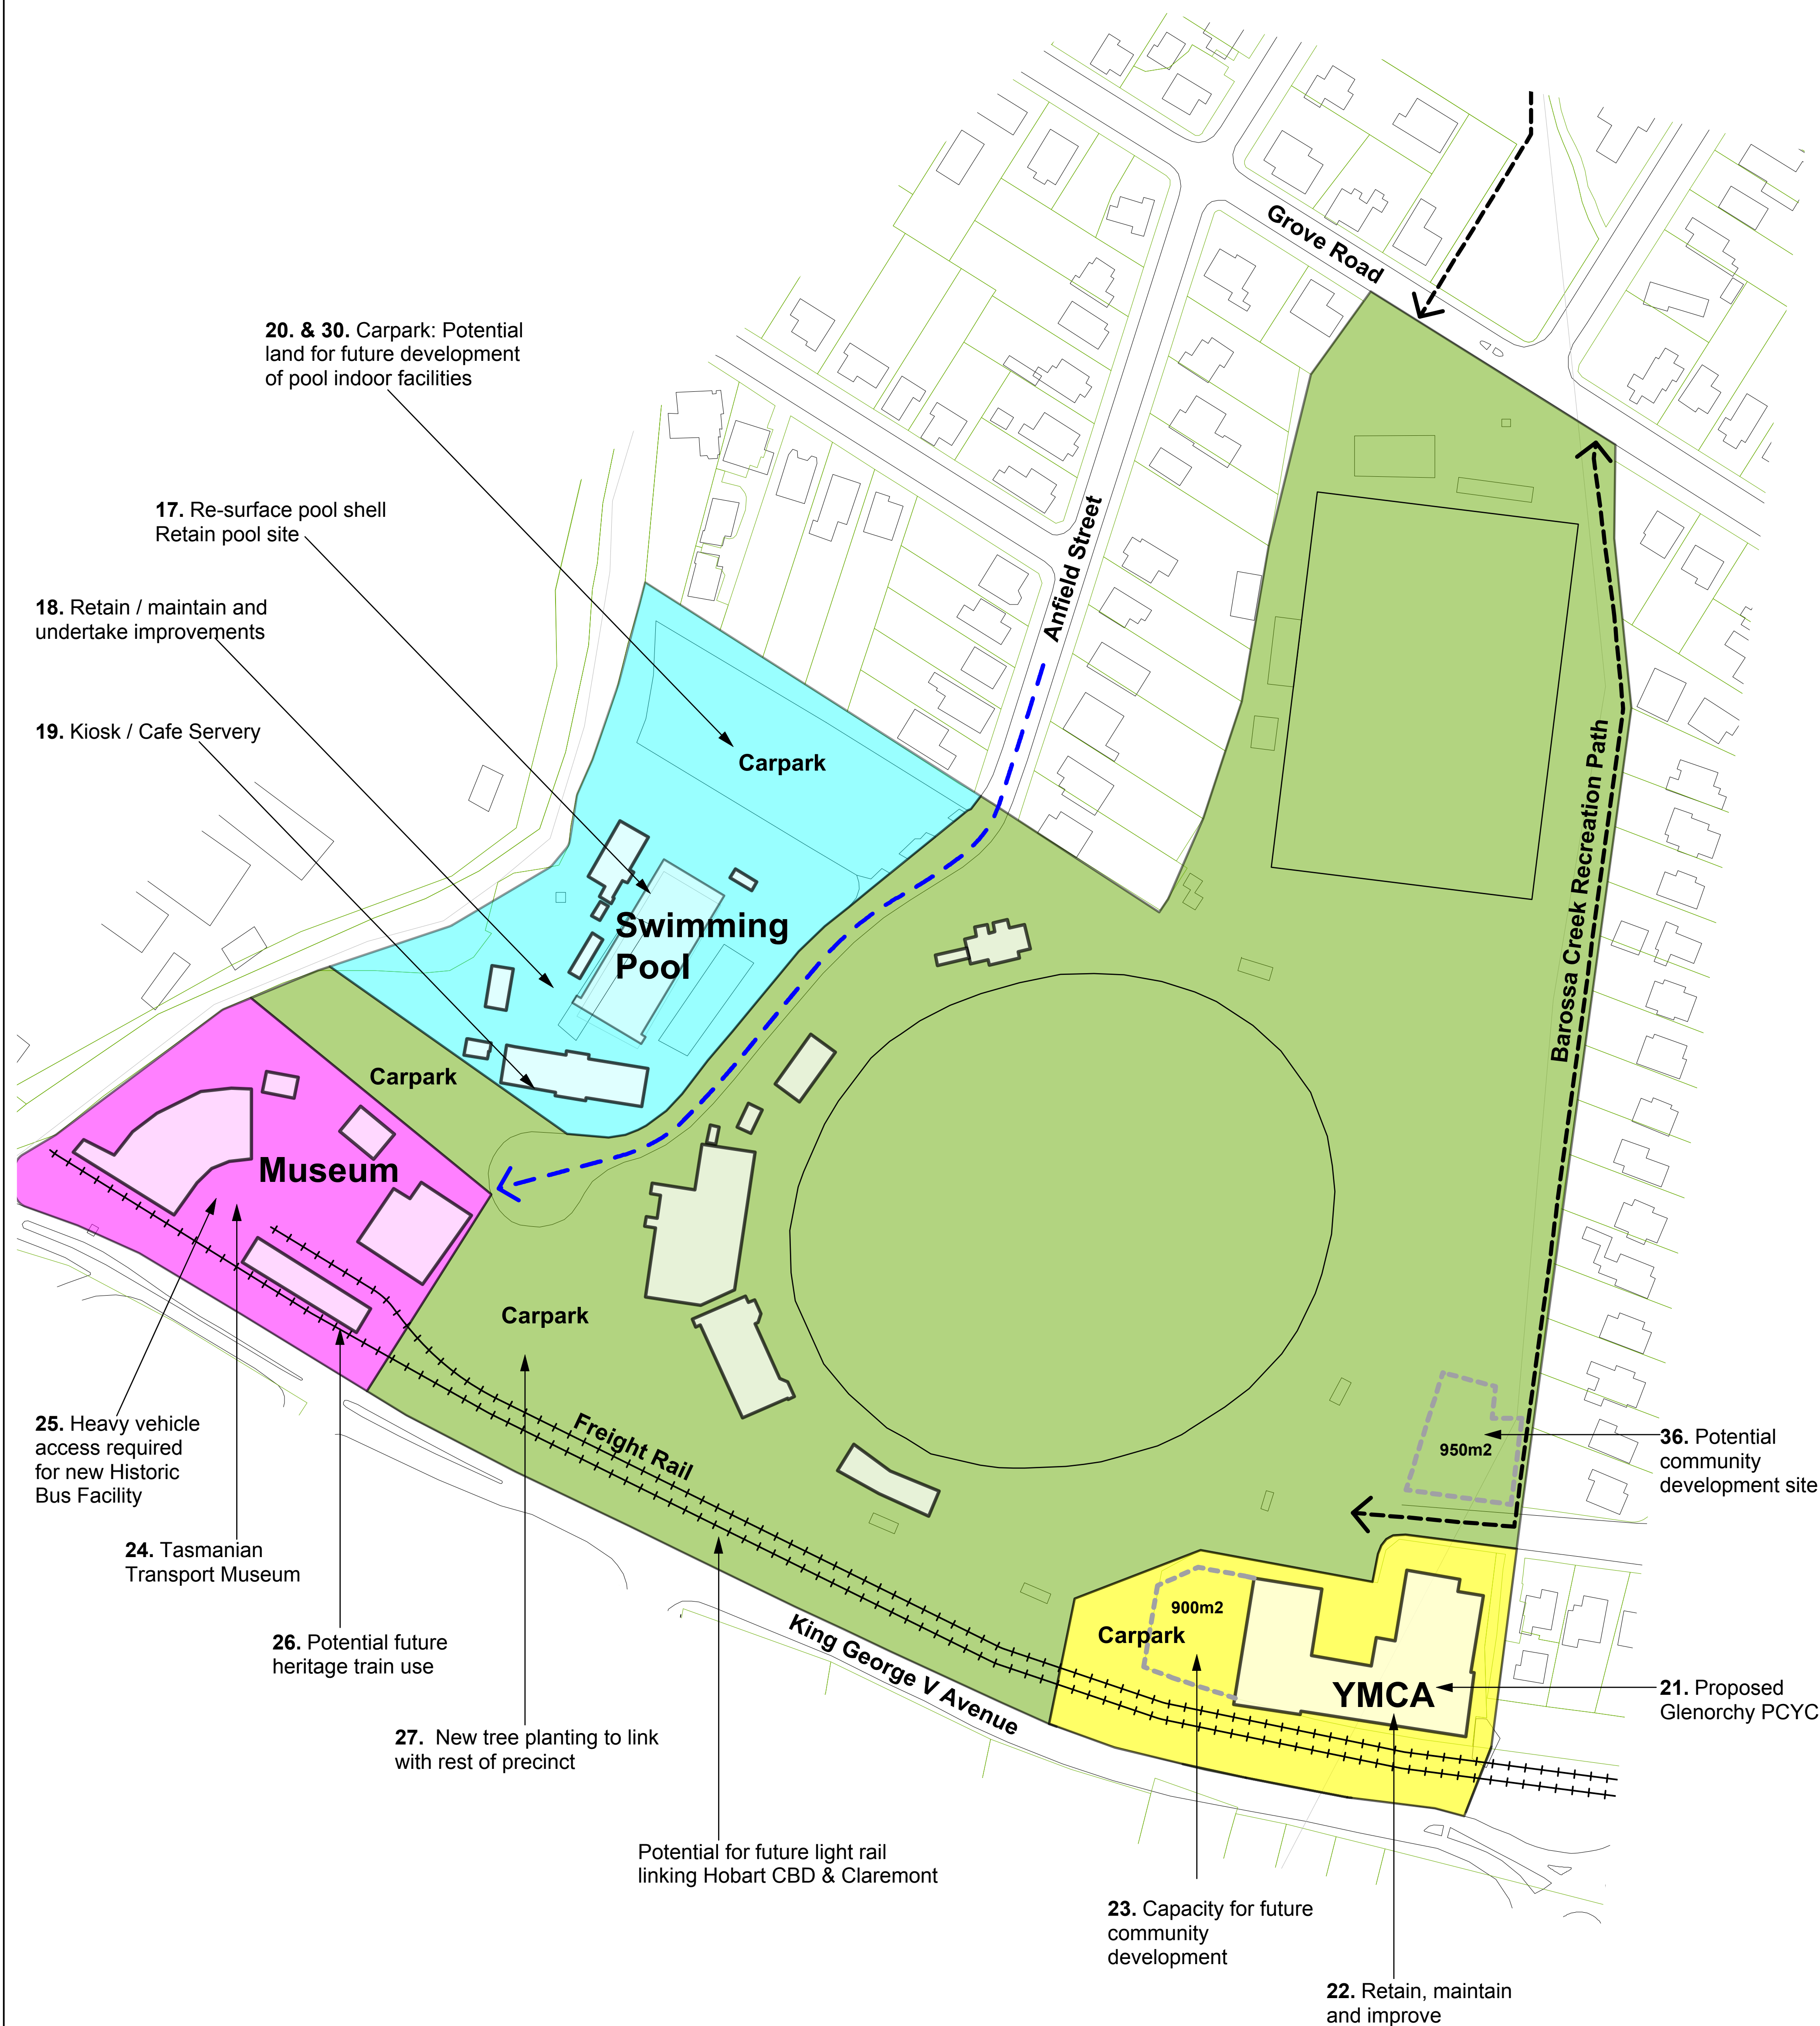 Grove Road
20. & 30. Carpark: Potential
land for future development
of pool indoor facilities
17. Re-surface pool shell
Retain pool site
Anfield Street
18. Retain / maintain and
undertake improvements
19. Kiosk / Cafe Servery
Carpark
Barossa Creek Recreation Path
Swimming
Pool
Carpark
Museum
Carpark
Freight Rail
25. Heavy vehicle
access required
for new Historic
Bus Facility
950m2
36. Potential
community
development site
24. Tasmanian
Transport Museum
900m2
Carpark
King George V Avenue
26. Potential future
heritage train use
YMCA
21. Proposed
Glenorchy PCYC
27. New tree planting to link
with rest of precinct
Potential for future light rail
linking Hobart CBD & Claremont
23. Capacity for future
community
development
22. Retain, maintain
and improve